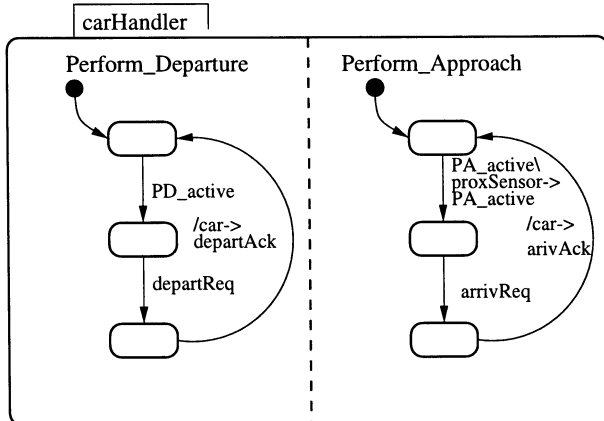 carHandler
Perform_Departure
PD_active
/car->
departAck
departReq
Perform_Approach
PA_active\
proxSensor->
PA_active
/car->
arivAck
arrivReq